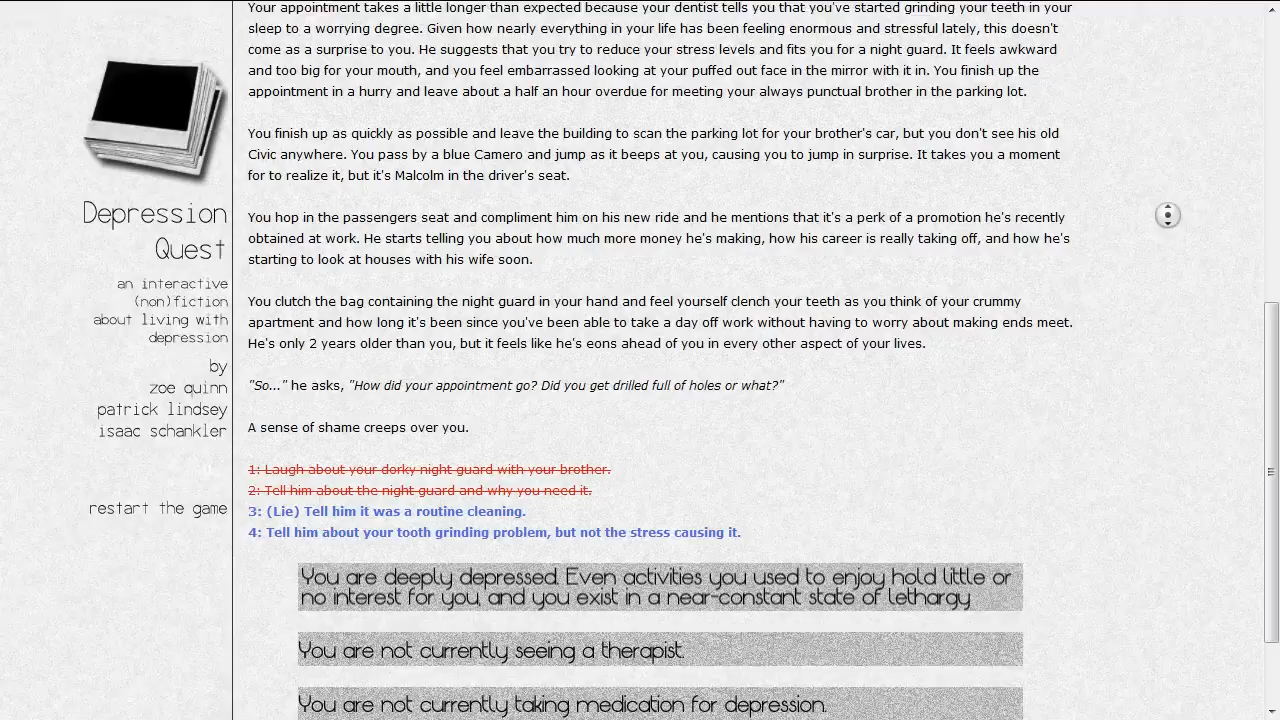 Your appointment takes a little longer than expected because your dentist tells you that you've started grinding your teeth in your
sleep to a worrying degree. Given how nearly everything in your life has been feeling enormous and stressful lately, this doesn't
come as a surprise to you. He suggests that you try to reduce your stress levels and fits you for a night guard. It feels awkward
and too big for your mouth, and you feel embarrassed looking at your puffed out face in the mirror with it in. You finish up the
appointment in a hurry and leave about a half an hour overdue for meeting your always punctual brother in the parking lot.
You finish up as quickly as possible and leave the building to scan the parking lot for your brother's car, but you don't see his old
Civic anywhere. You pass by a blue Camero and jump as it beeps at you, causing you to jump in surprise. It takes you a moment
for to realize it, but it's Malcolm in the driver's seat.
You hop in the passengers seat and compliment him on his new ride and he mentions that it's a perk of a promotion he's recently
obtained at work. He starts telling you about how much more money he's making, how his career is really taking off, and how he's
starting to look at houses with his wife soon.
You clutch the bag containing the night guard in your hand and feel yourself clench your teeth as you think of your crummy
apartment and how long it's been since you've been able to take a day off work without having to worry about making ends meet.
He's only 2 years older than you, but it feels like he's eons ahead of you in every other aspect of your lives.
"So..." he asks, "How did your appointment go? Did you get drilled full of holes or what?"
A sense of shame creeps over you.
1: Laugh about your dorky night guard with your brother.
2: Tell him about the night guard and why you need it.
3: (Lie) Tell him it was a routine cleaning.
4: Tell him about your tooth grinding problem, but not the stress causing it.
You are deeply depressed. Even activities you used to enjoy hold little or
no interest for you, and you exist in a near-constant state of lethargy.
You are not currently seeing a therapist.
You are not currently taking medication for depression.
Depression
Quest
an interactive
(non)fiction
about living with
depression
by
zoe quinn
patrick lindsey
isaac schankler
restart the game